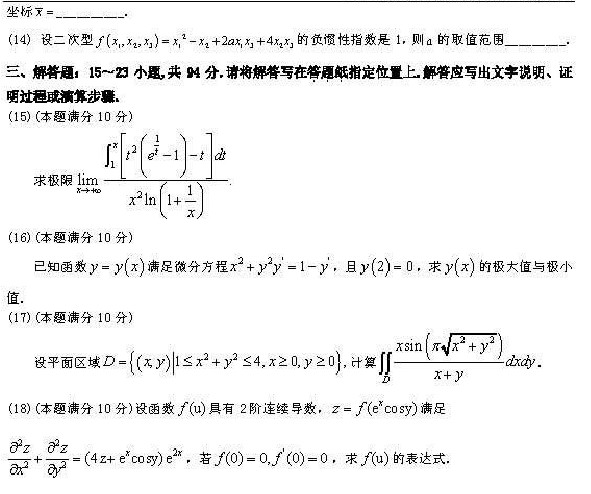 坐标 x̄ = ________.
(14) 设二次型 f(x₁, x₂, x₃) = x₁² - x₂ + 2ax₁x₃ + 4x₂x₃ 的负惯性指数是 1, 则 a 的取值范围________.
三、解答题: 15~23 小题,共 94 分.请将解答写在答题纸指定位置上.解答应写出文字说明、证
明过程或演算步骤.
(15) (本题满分 10 分)
求极限 lim_{x→+∞} ∫₁ˣ [t²(e^{1/t} - 1) - t]dt / (x² ln(1 + 1/x)).
(16) (本题满分 10 分)
已知函数 y = y(x) 满足微分方程 x² + y²y' = 1 - y', 且 y(2) = 0, 求 y(x) 的极大值与极小
值.
(17) (本题满分 10 分)
设平面区域 D = {(x, y)|1 ≤ x² + y² ≤ 4, x ≥ 0, y ≥ 0}, 计算 ∬_D (x sin(π√(x² + y²)) / (x + y)) dxdy.
(18) (本题满分 10 分) 设函数 f(u) 具有 2 阶连续导数, z = f(eˣcosy) 满足
∂²z/∂x² + ∂²z/∂y² = (4z + eˣcosy) e²ˣ, 若 f(0) = 0, f'(0) = 0, 求 f(u) 的表达式.